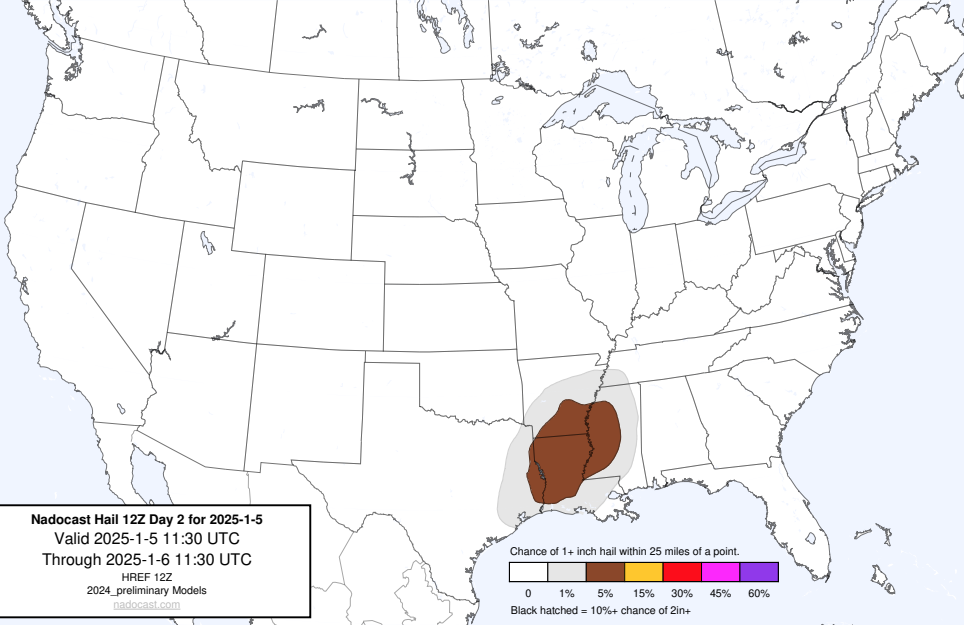 Nadocast Hail 12Z Day 2 for 2025-1-5
Valid 2025-1-5 11:30 UTC
Through 2025-1-6 11:30 UTC
HREF 12Z
2024_preliminary Models
nadocast.com
Chance of 1+ inch hail within 25 miles of a point.
0 1% 5% 15% 30% 45% 60%
Black hatched = 10%+ chance of 2in+